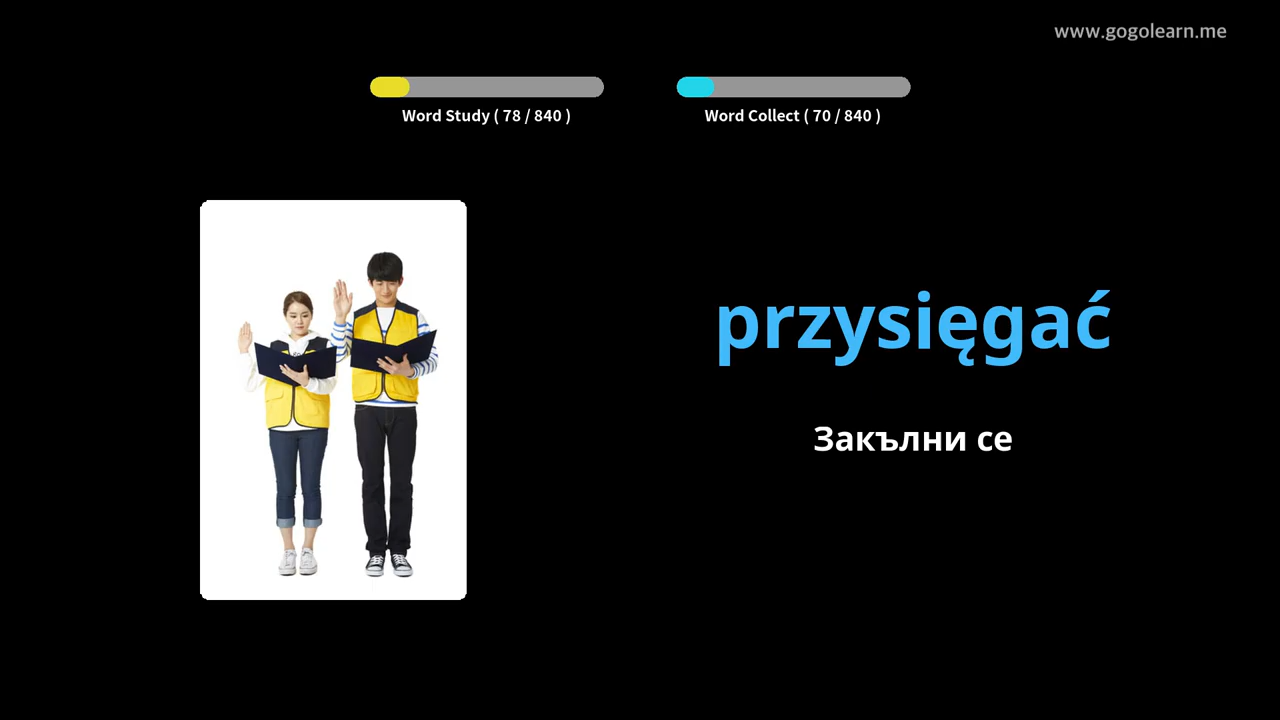 www.gogolearn.me
Word Study ( 78 / 840 )
Word Collect ( 70 / 840 )
przysięgać
Закълни се